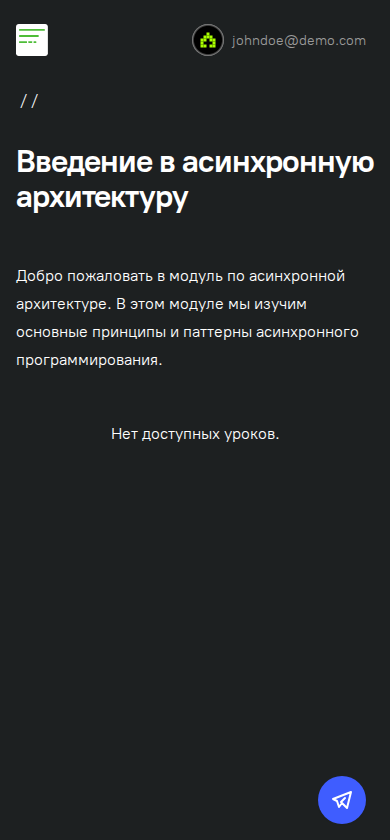 johndoe@demo.com
//
Введение в асинхронную
архитектуру
Добро пожаловать в модуль по асинхронной
архитектуре. В этом модуле мы изучим
основные принципы и паттерны асинхронного
программирования.
Нет доступных уроков.